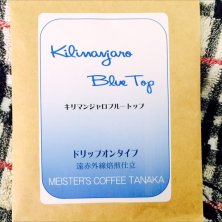 Kilimanjaro
Blue Top
キリマンジャロブルートップ
ドリップオンタイプ
遠赤外線焙煎仕立
MEISTER'S COFFEE TANAKA